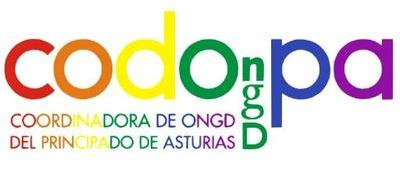 codongdpa
COORDINADORA DE ONGD
DEL PRINCIPADO DE ASTURIAS